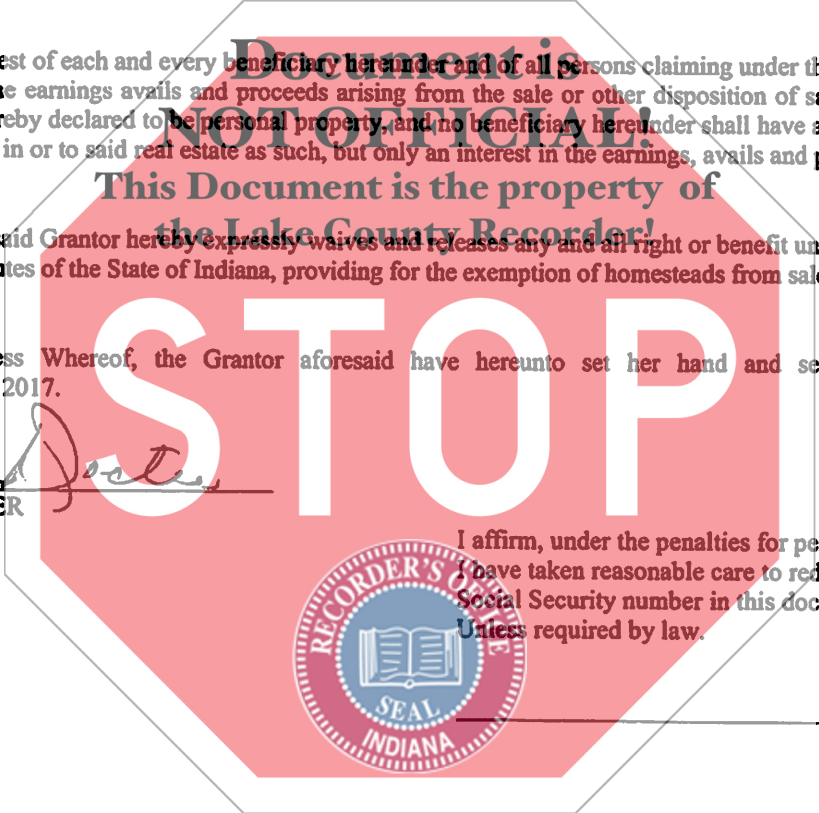 Document is
est of each and every beneficiary hereunder and of all persons claiming under th
e earnings avails and proceeds arising from the sale or other disposition of sa
NOT OFFICIAL!
reby declared to be personal property, and no beneficiary hereunder shall have a
in or to said real estate as such, but only an interest in the earnings, avails and p
This Document is the property of
the Lake County Recorder!
aid Grantor hereby expressly waives and releases any and all right or benefit un
tes of the State of Indiana, providing for the exemption of homesteads from sale
STOP
ess Whereof, the Grantor aforesaid have hereunto set her hand and se
2017.
ER
I affirm, under the penalties for pe
I have taken reasonable care to red
Social Security number in this doc
Unless required by law.
RECORDER'S OFFICE
SEAL
INDIANA